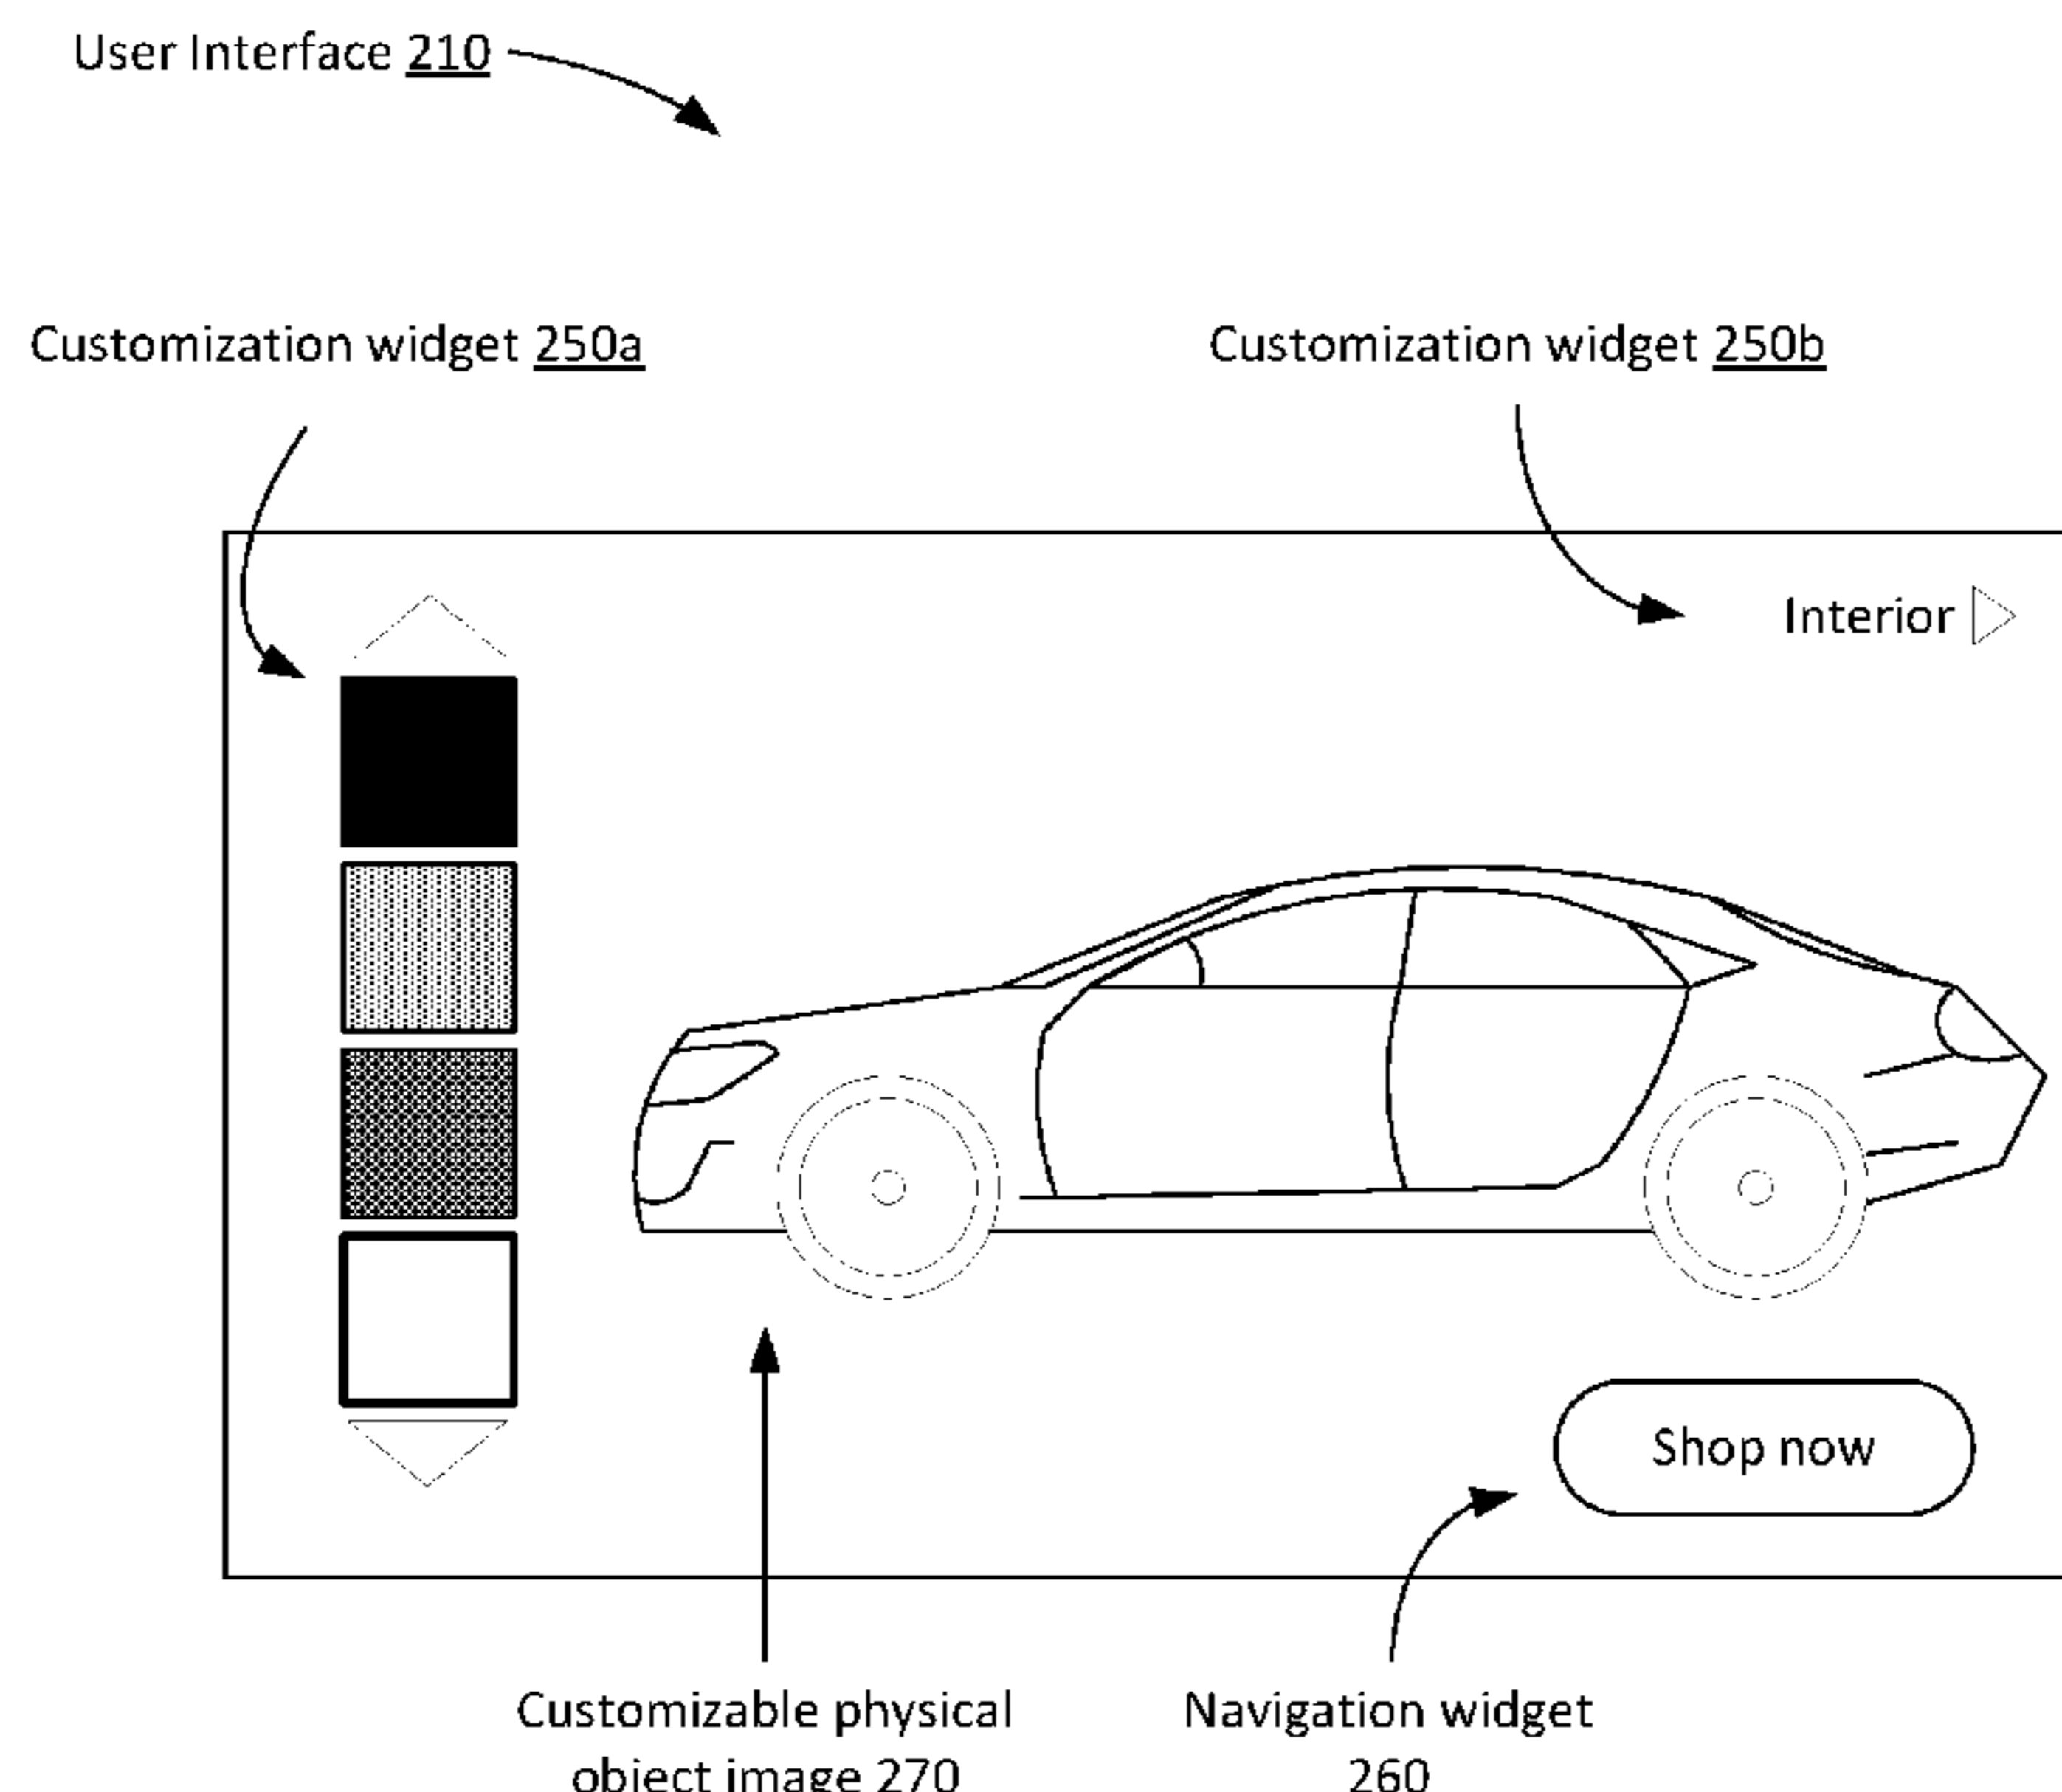 User Interface 210
Customization widget 250a
Customization widget 250b
Interior
Shop now
Customizable physical
object image 270
Navigation widget
260